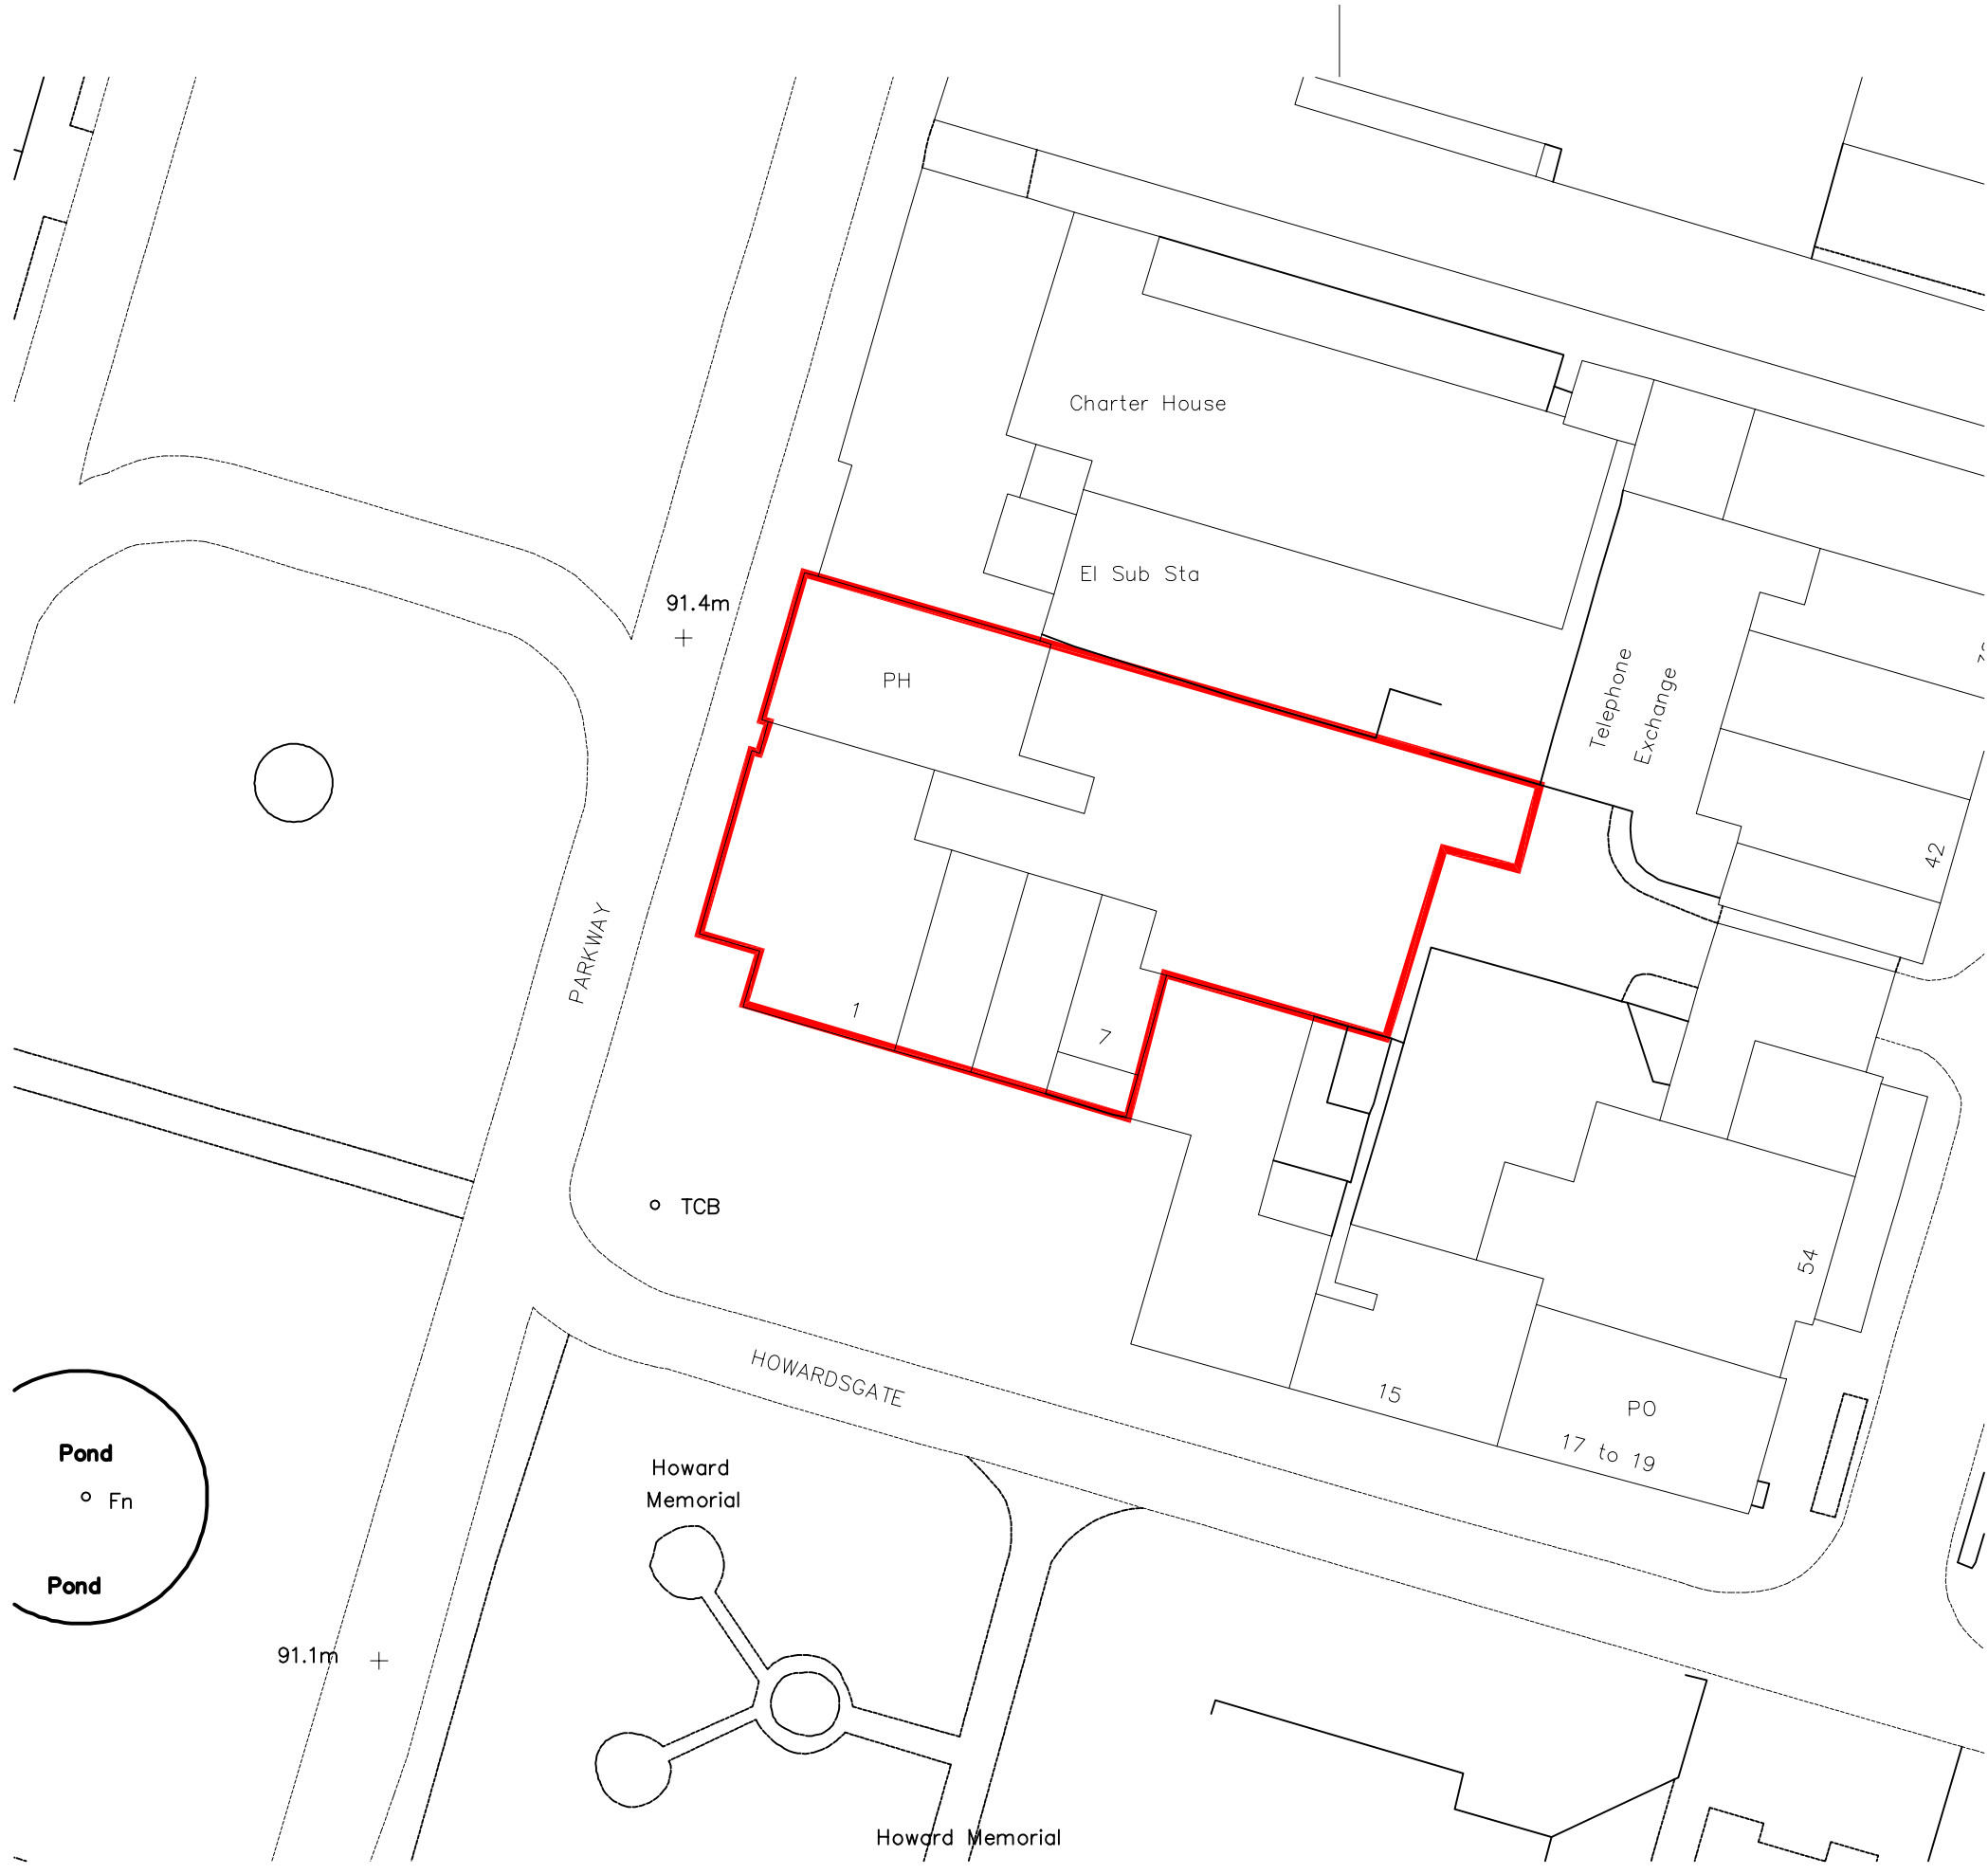 Charter House
El Sub Sta
91.4m
PH
Telephone
Exchange
42
PARKWAY
1
7
TCB
54
HOWARDSGATE
15
PO
17 to 19
Pond
Fn
Pond
Howard
Memorial
91.1m
Howard Memorial